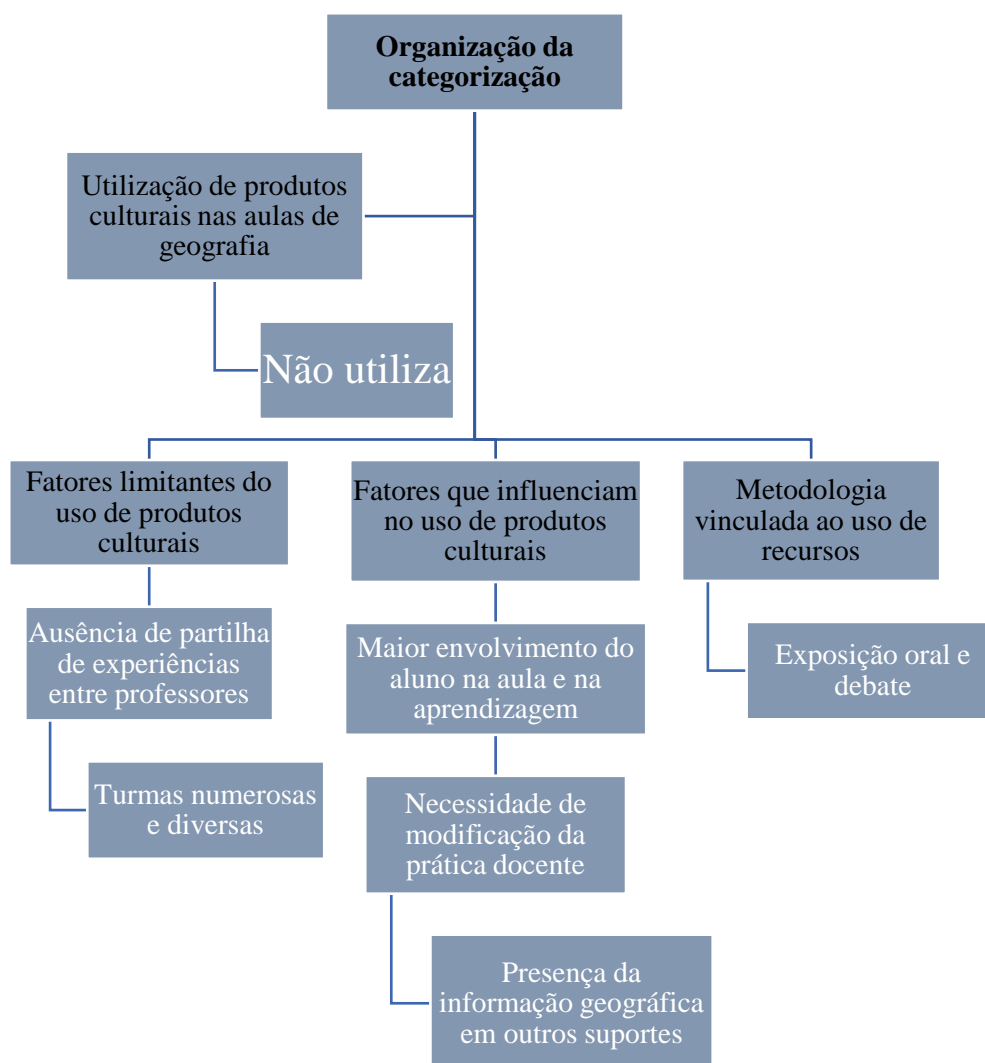 Organização da
categorização
Utilização de produtos
culturais nas aulas de
geografia
Não utiliza
Fatores limitantes do
uso de produtos
culturais
Ausência de partilha
de experiências
entre professores
Turmas numerosas
e diversas
Fatores que influenciam
no uso de produtos
culturais
Maior envolvimento do
aluno na aula e na
aprendizagem
Necessidade de
modificação da
prática docente
Presença da
informação geográfica
em outros suportes
Metodologia
vinculada ao uso de
recursos
Exposição oral e
debate